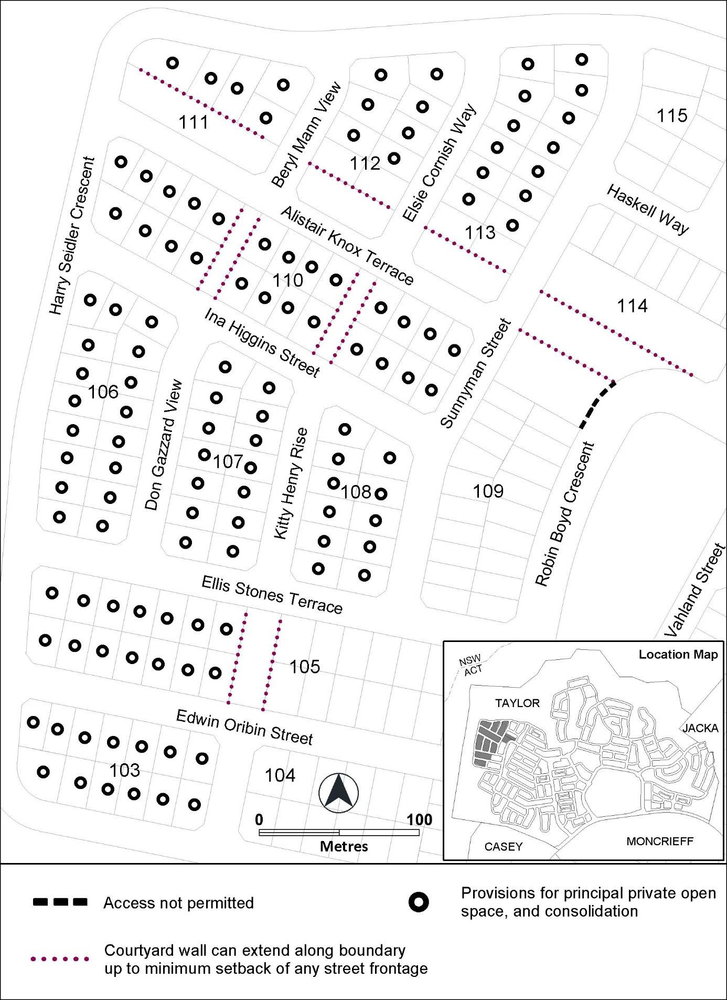 111
Beryl Mann View
112
Elsie Cornish Way
113
115
Haskell Way
Harry Seidler Crescent
Alistair Knox Terrace
110
114
Ina Higgins Street
Sunnyman Street
106
Don Gazzard View
107
Kitty Henry Rise
108
109
Robin Boyd Crescent
Vahland Street
Ellis Stones Terrace
105
Edwin Oribin Street
103
104
0 100
Metres
Location Map
NSW
ACT
TAYLOR
JACKA
CASEY
MONCRIEFF
Access not permitted
Provisions for principal private open
space, and consolidation
Courtyard wall can extend along boundary
up to minimum setback of any street frontage